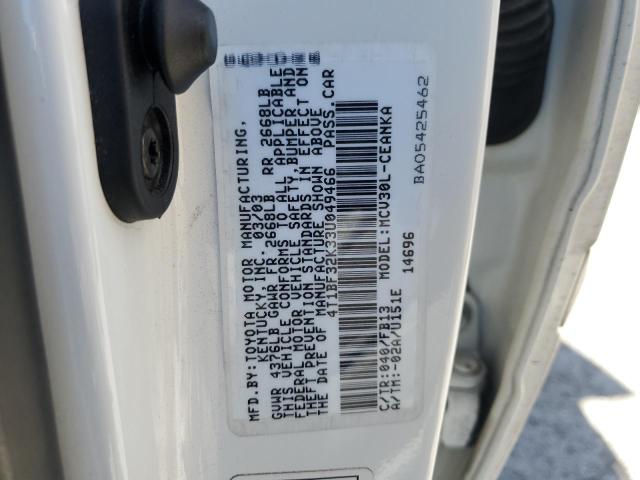 MFD.BY:TOYOTA MOTOR MANUFACTURING,
KENTUCKY,INC. 03/03
GVWR 4376LB GAWR FR 2668LB RR 2668LB
THIS VEHICLE CONFORMS TO ALL APPLICABLE
FEDERAL MOTOR VEHICLE SAFETY,BUMPER AND
THEFT PREVENTION STANDARDS IN EFFECT ON
THE DATE OF MANUFACTURE SHOWN ABOVE
4T1BF32K33U049466 PASS.CAR
C/TR:040/FB13 MODEL:MCV30L-CEANKA
A/TM:-02A/U151E 14696
BA05425462